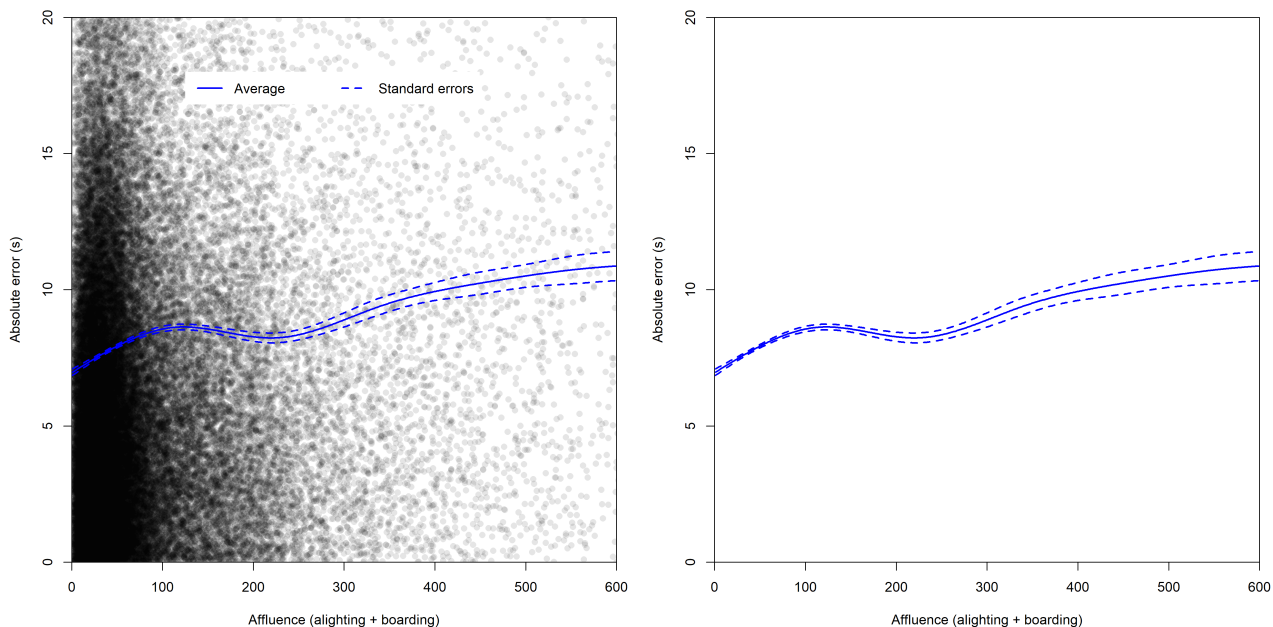 20
15
10
5
0
Absolute error (s)
Average
Standard errors
0 100 200 300 400 500 600
Affluence (alighting + boarding)
20
15
10
5
0
Absolute error (s)
0 100 200 300 400 500 600
Affluence (alighting + boarding)